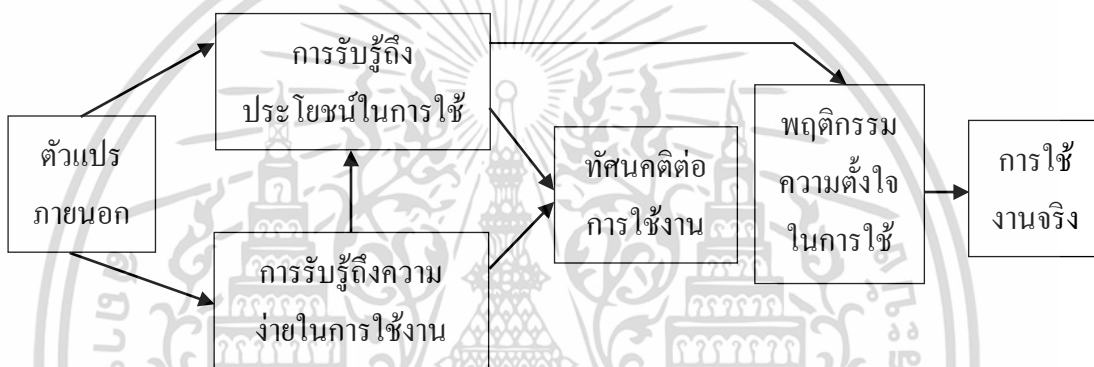 ตัวแปร
ภายนอก
การรับรู้ถึง
ประโยชน์ในการใช้
การรับรู้ถึงความ
ง่ายในการใช้งาน
ทัศนคติต่อ
การใช้งาน
พฤติกรรม
ความตั้งใจ
ในการใช้
การใช้
งานจริง